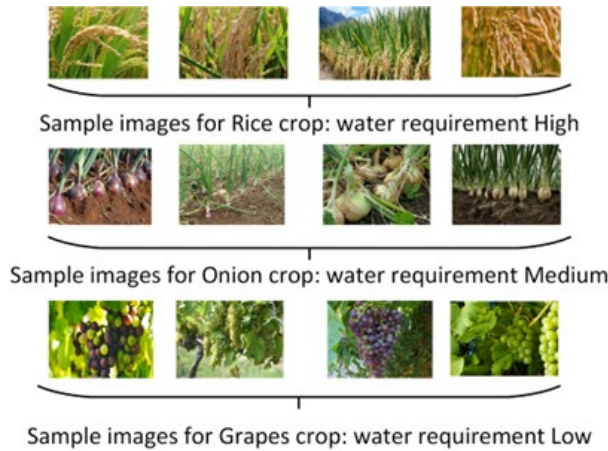 Sample images for Rice crop: water requirement High
Sample images for Onion crop: water requirement Medium
Sample images for Grapes crop: water requirement Low